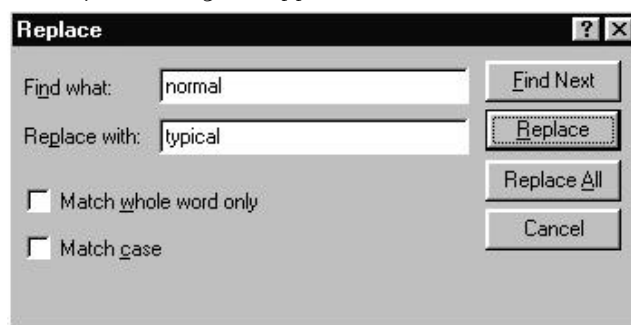 Replace
Find what: normal
Find Next
Replace with: typical
Replace
Match whole word only
Replace All
Match case
Cancel